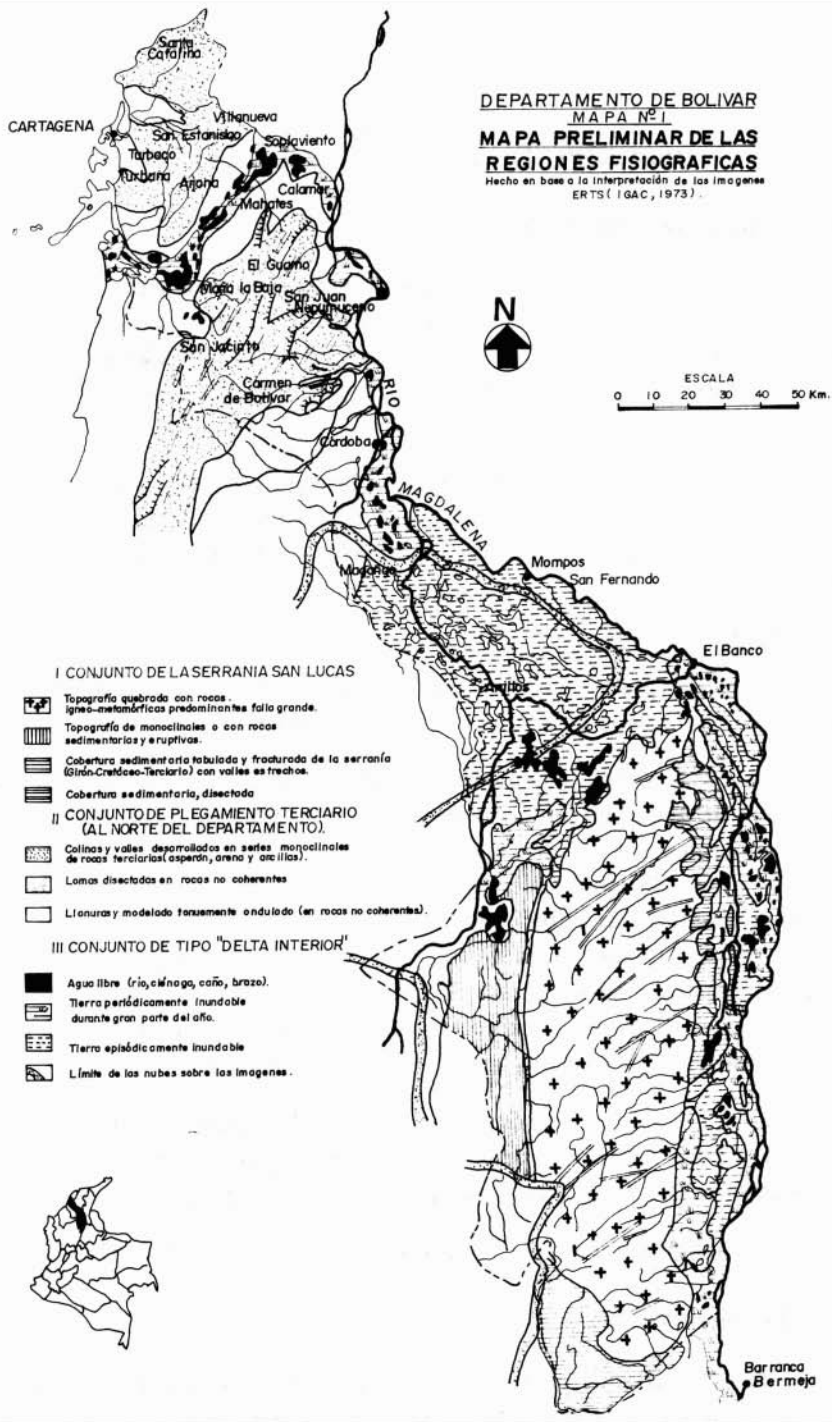 DEPARTAMENTO DE BOLIVAR
MAPA Nº 1
MAPA PRELIMINAR DE LAS
REGIONES FISIOGRAFICAS
Hecho en base a la interpretación de las imagenes
ERTS ( IGAC, 1973 ).
N
ESCALA
0 10 20 30 40 50 Km.
Santa
Catalina
CARTAGENA
Villanueva
San Estanislao
Soplaviento
Tarbaco
Turbana
Arjona
Calamar
Mahates
El Guamo
Maria la Baja
San Juan
Nepumuceno
San Jacinto
Carmen
de Bolivar
RIO
Córdoba
MAGDALENA
Mompos
San Fernando
El Banco
I CONJUNTO DE LA SERRANIA SAN LUCAS
Topografía quebrada con rocas.
igneo-metamórficas predominantes falla grande.
Topografía de monoclinales o con rocas
sedimentarias y eruptivas.
Cobertura sedimentaria tabulada y fracturada de la serranía
(Girón-Cretáceo-Terciario) con valles estrechos.
Cobertura sedimentaria, disectada
II CONJUNTO DE PLEGAMIENTO TERCIARIO
(AL NORTE DEL DEPARTAMENTO).
Colinas y valles desarrollados en series monoclinales
de rocas terciarias( asperón, arena y arcillas).
Lomas disectadas en rocas no coherentes
Llanuras y modelado tenuemente ondulado (en rocas no coherentes).
III CONJUNTO DE TIPO "DELTA INTERIOR"
Agua libre (río, ciénaga, caño, brazo).
Tierra periódicamente inundable
durante gran parte del año.
Tierra episódicamente inundable
Límite de las nubes sobre las imagenes.
Barranca
Bermeja